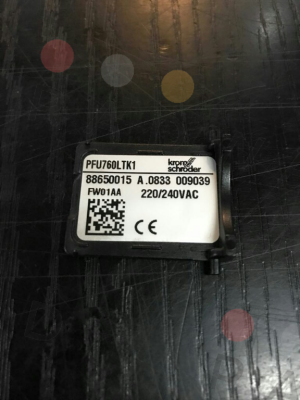 PFU760LTK1
krom
schroder
88650015 A.0833 009039
FW01AA 220/240VAC
CE